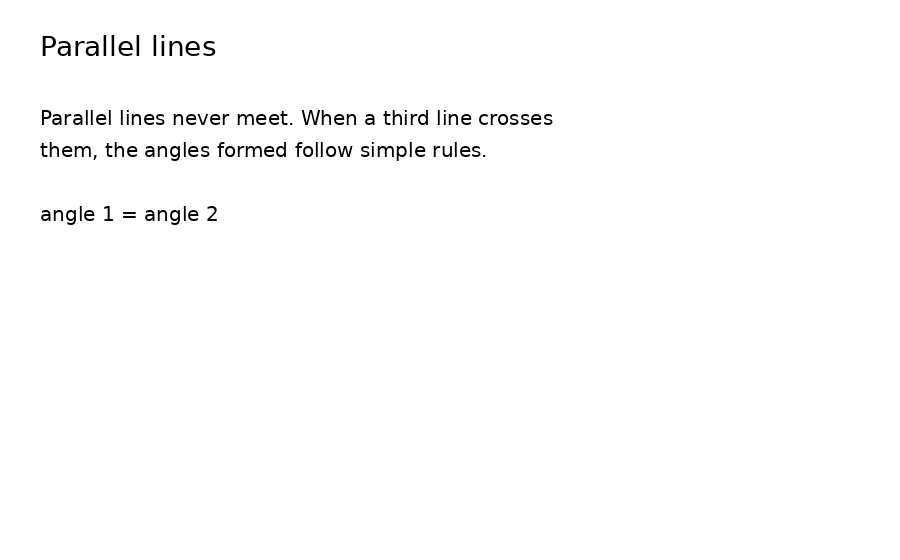 Parallel lines
Parallel lines never meet. When a third line crosses
them, the angles formed follow simple rules.
angle 1 = angle 2